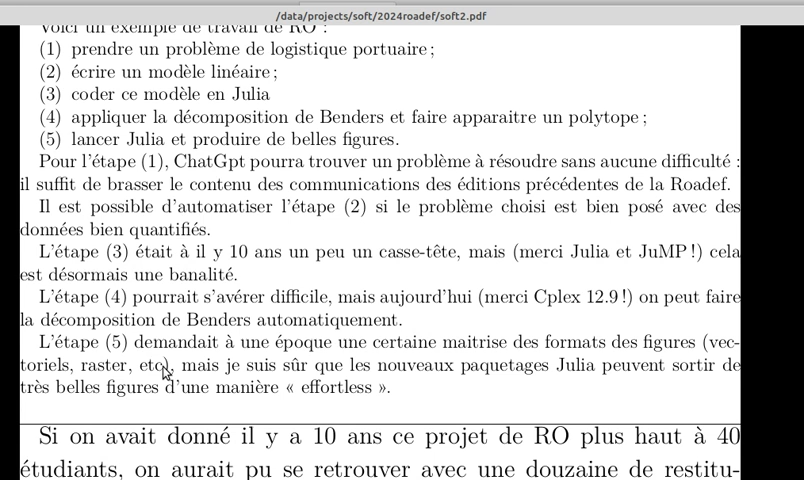 /data/projects/soft/2024roadef/soft2.pdf
Voici un exemple de travail de RO :
(1) prendre un problème de logistique portuaire ;
(2) écrire un modèle linéaire ;
(3) coder ce modèle en Julia
(4) appliquer la décomposition de Benders et faire apparaitre un polytope ;
(5) lancer Julia et produire de belles figures.
Pour l'étape (1), ChatGpt pourra trouver un problème à résoudre sans aucune difficulté :
il suffit de brasser le contenu des communications des éditions précédentes de la Roadef.
Il est possible d'automatiser l'étape (2) si le problème choisi est bien posé avec des
données bien quantifiés.
L'étape (3) était à il y 10 ans un peu un casse-tête, mais (merci Julia et JuMP !) cela
est désormais une banalité.
L'étape (4) pourrait s'avérer difficile, mais aujourd'hui (merci Cplex 12.9 !) on peut faire
la décomposition de Benders automatiquement.
L'étape (5) demandait à une époque une certaine maitrise des formats des figures (vec-
toriels, raster, etc), mais je suis sûr que les nouveaux paquetages Julia peuvent sortir de
très belles figures d'une manière « effortless ».
Si on avait donné il y a 10 ans ce projet de RO plus haut à 40
étudiants, on aurait pu se retrouver avec une douzaine de restitu-